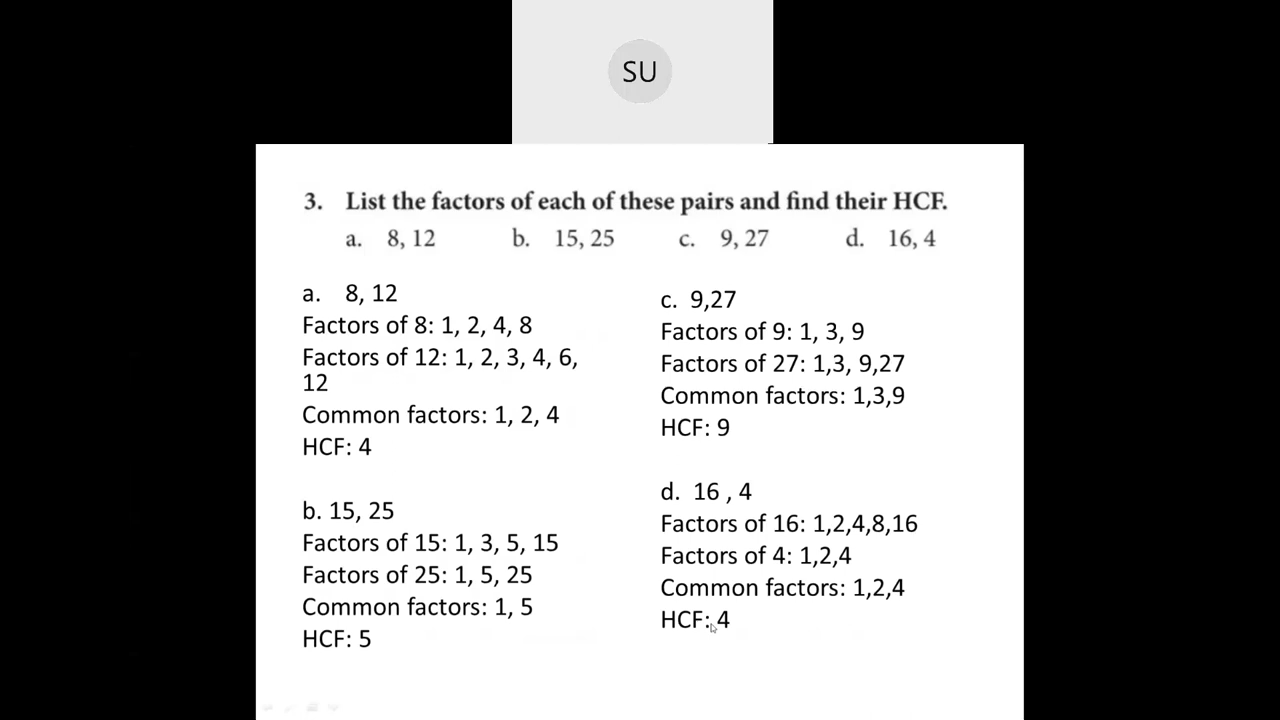 SU
3. List the factors of each of these pairs and find their HCF.
a. 8, 12 b. 15, 25 c. 9, 27 d. 16, 4
a. 8, 12
Factors of 8: 1, 2, 4, 8
Factors of 12: 1, 2, 3, 4, 6,
12
Common factors: 1, 2, 4
HCF: 4
b. 15, 25
Factors of 15: 1, 3, 5, 15
Factors of 25: 1, 5, 25
Common factors: 1, 5
HCF: 5
c. 9,27
Factors of 9: 1, 3, 9
Factors of 27: 1,3, 9,27
Common factors: 1,3,9
HCF: 9
d. 16 , 4
Factors of 16: 1,2,4,8,16
Factors of 4: 1,2,4
Common factors: 1,2,4
HCF: 4